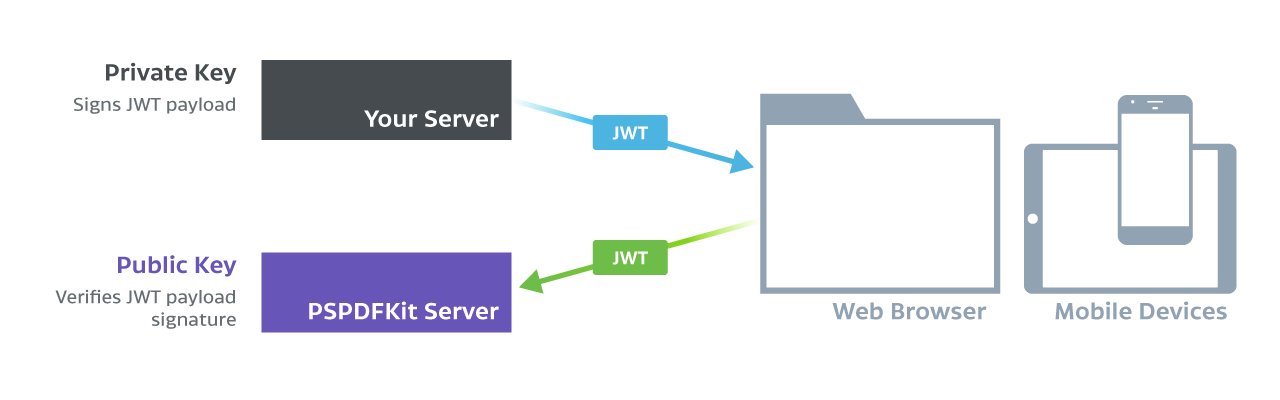 Private Key
Signs JWT payload
Your Server
JWT
JWT
Public Key
Verifies JWT payload
signature
PSPDFKit Server
Web Browser
Mobile Devices